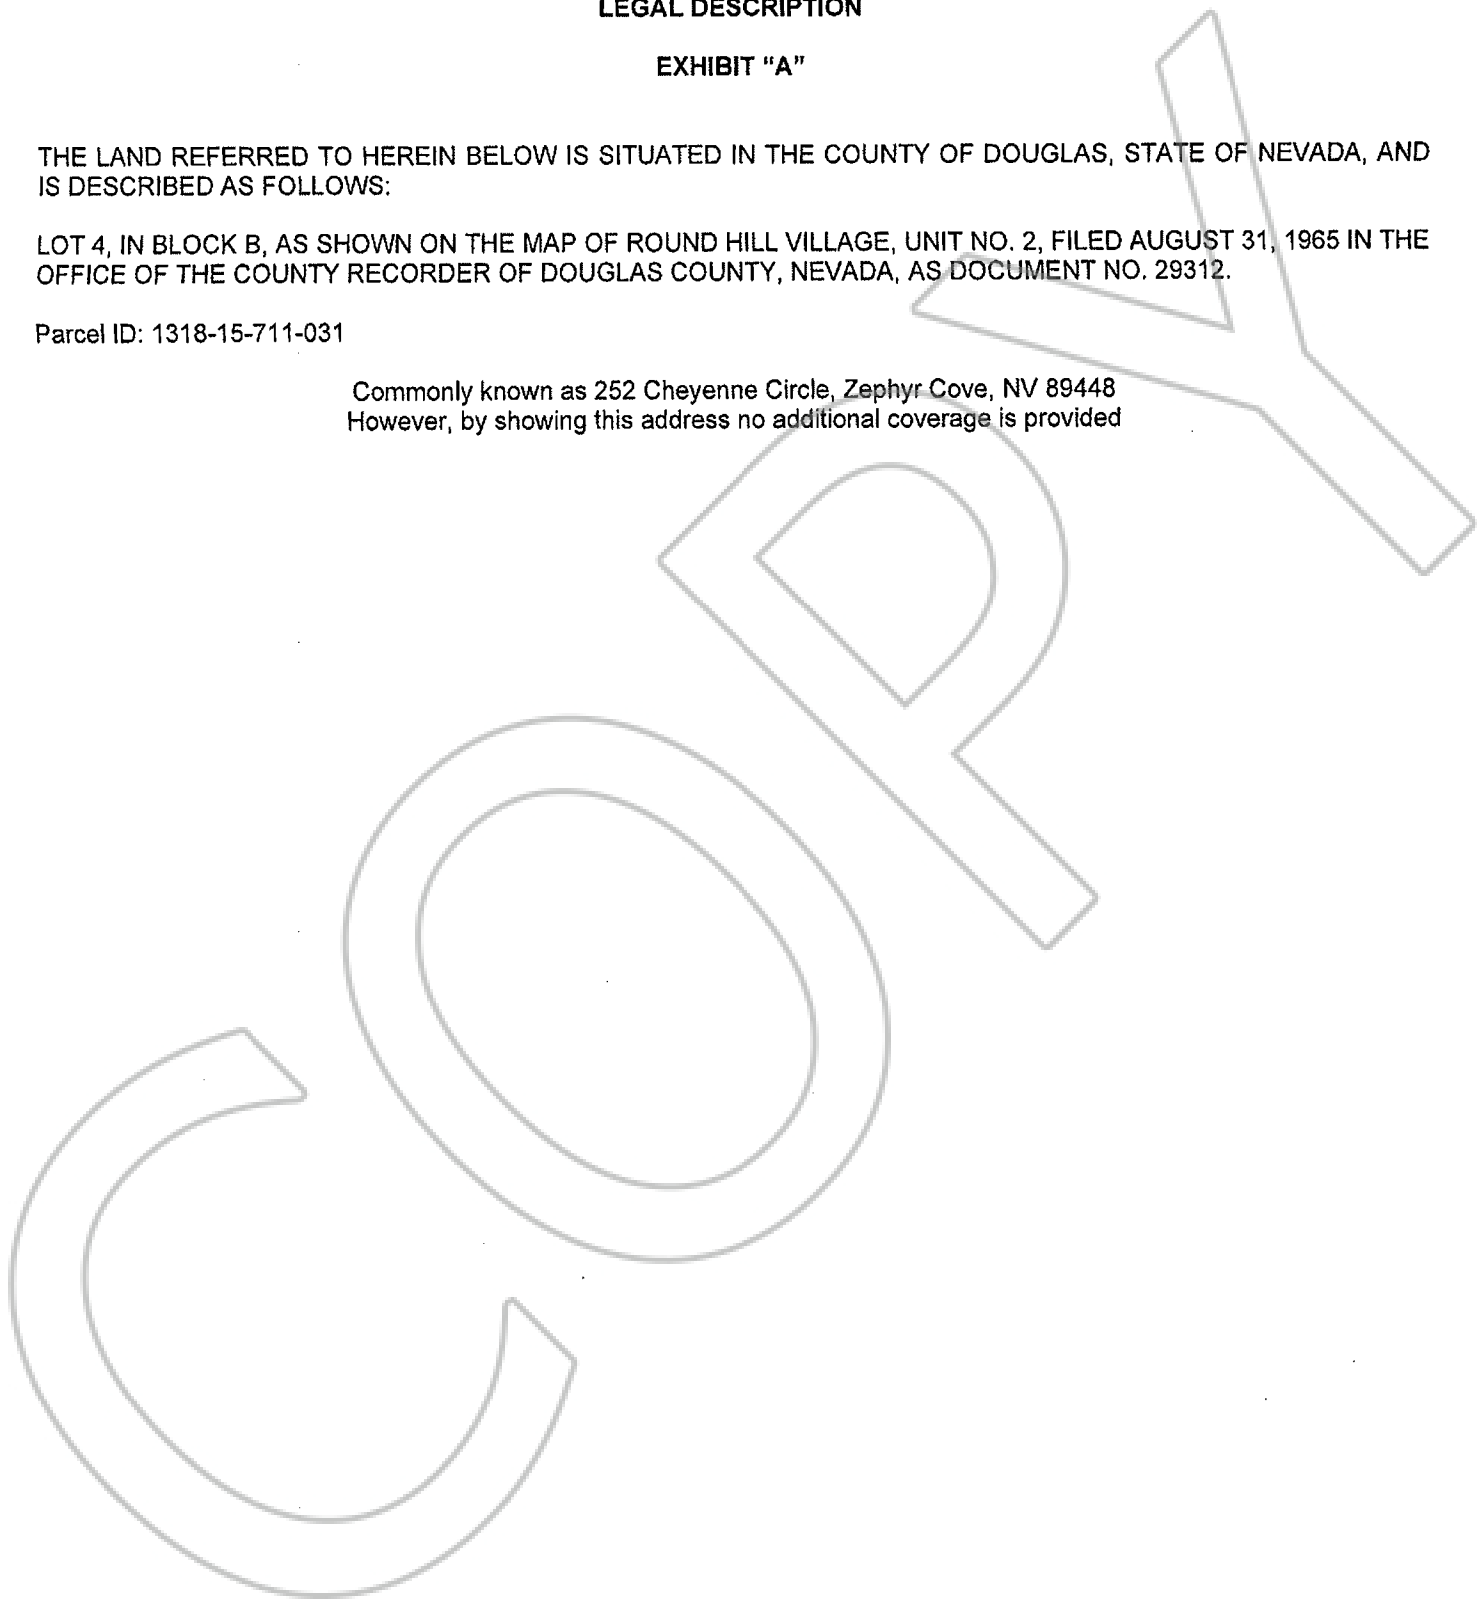 LEGAL DESCRIPTION
EXHIBIT "A"
THE LAND REFERRED TO HEREIN BELOW IS SITUATED IN THE COUNTY OF DOUGLAS, STATE OF NEVADA, AND
IS DESCRIBED AS FOLLOWS:
LOT 4, IN BLOCK B, AS SHOWN ON THE MAP OF ROUND HILL VILLAGE, UNIT NO. 2, FILED AUGUST 31, 1965 IN THE
OFFICE OF THE COUNTY RECORDER OF DOUGLAS COUNTY, NEVADA, AS DOCUMENT NO. 29312.
Parcel ID: 1318-15-711-031
Commonly known as 252 Cheyenne Circle, Zephyr Cove, NV 89448
However, by showing this address no additional coverage is provided
COPY